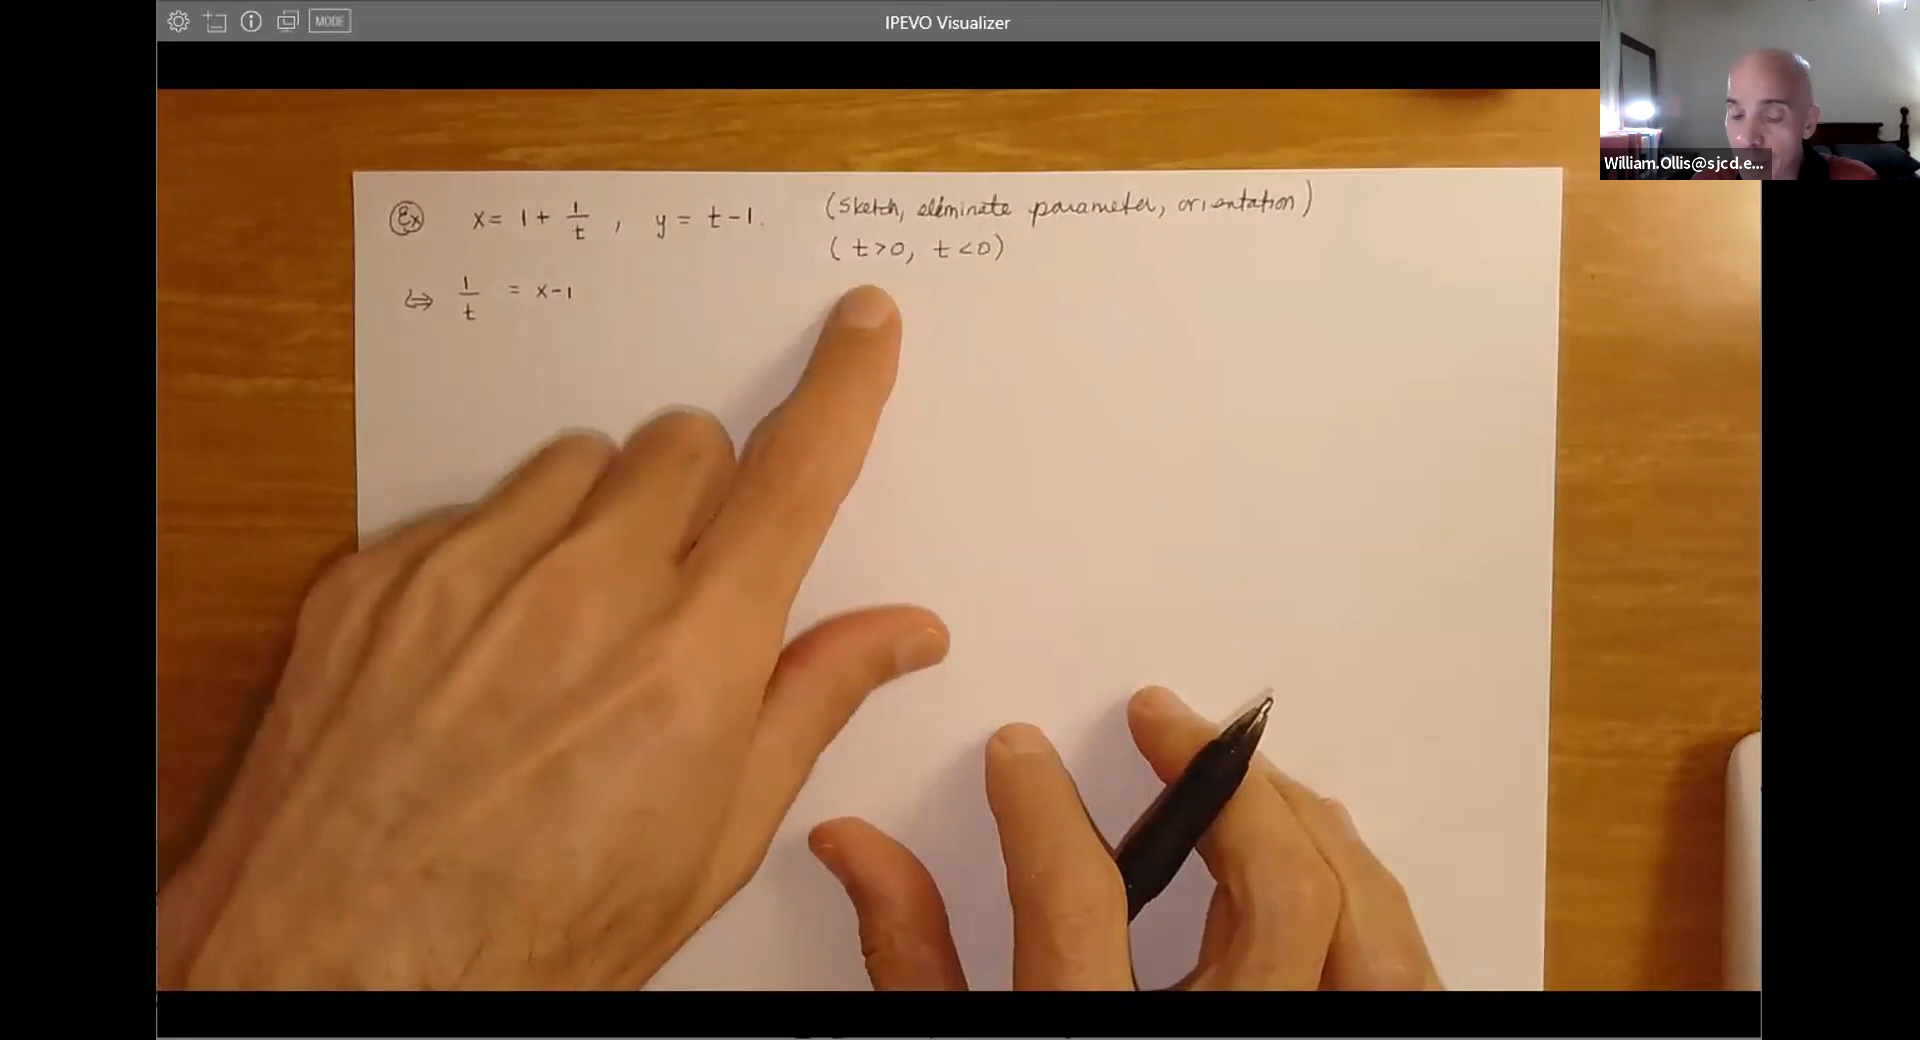 MODE
IPEVO Visualizer
William.Ollis@sjcd.e...
Ex x = 1 + 1/t , y = t-1. (Sketch, eliminate parameter, orientation)
( t>0, t<0)
⇔ 1/t = x-1